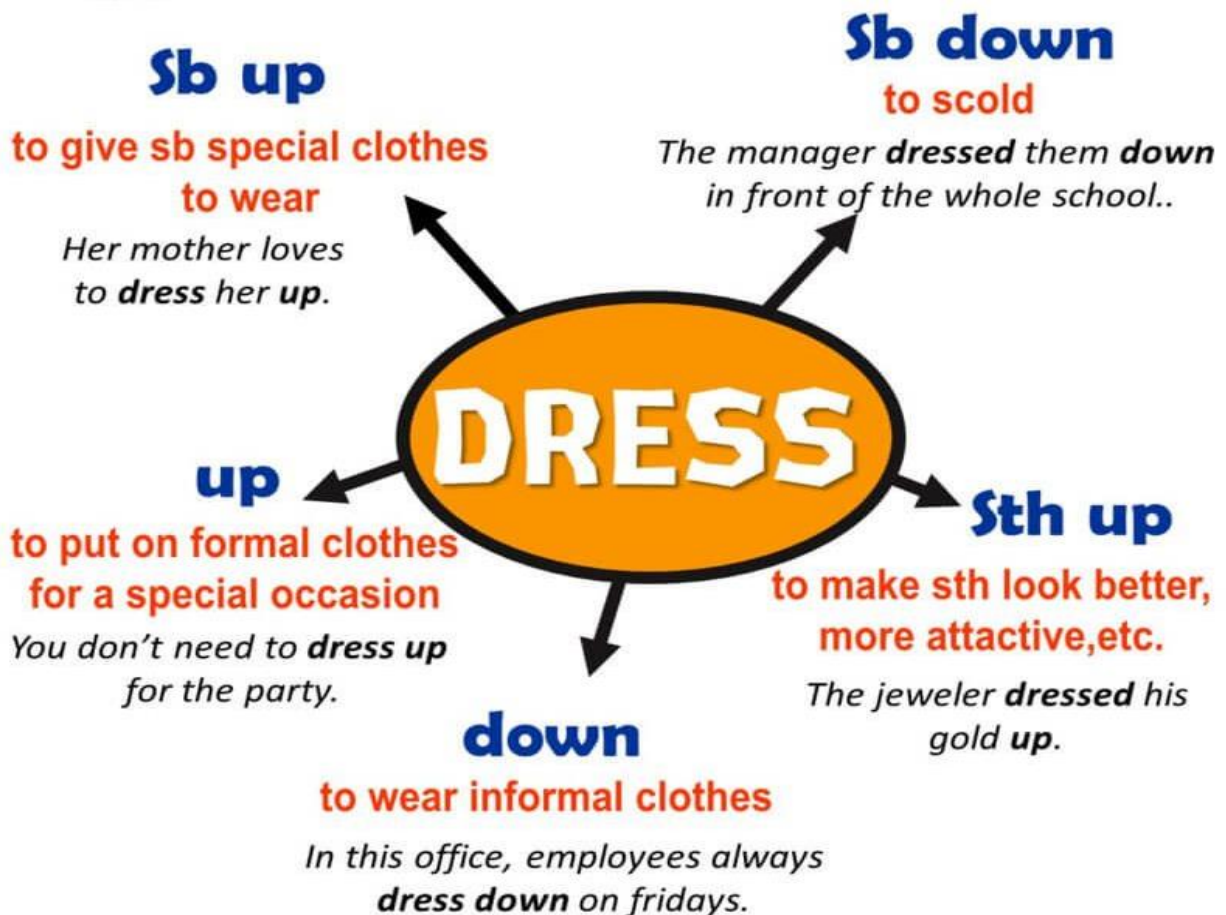 Sb up
to give sb special clothes
to wear
Her mother loves
to dress her up.
Sb down
to scold
The manager dressed them down
in front of the whole school..
DRESS
up
to put on formal clothes
for a special occasion
You don't need to dress up
for the party.
Sth up
to make sth look better,
more attactive,etc.
The jeweler dressed his
gold up.
down
to wear informal clothes
In this office, employees always
dress down on fridays.